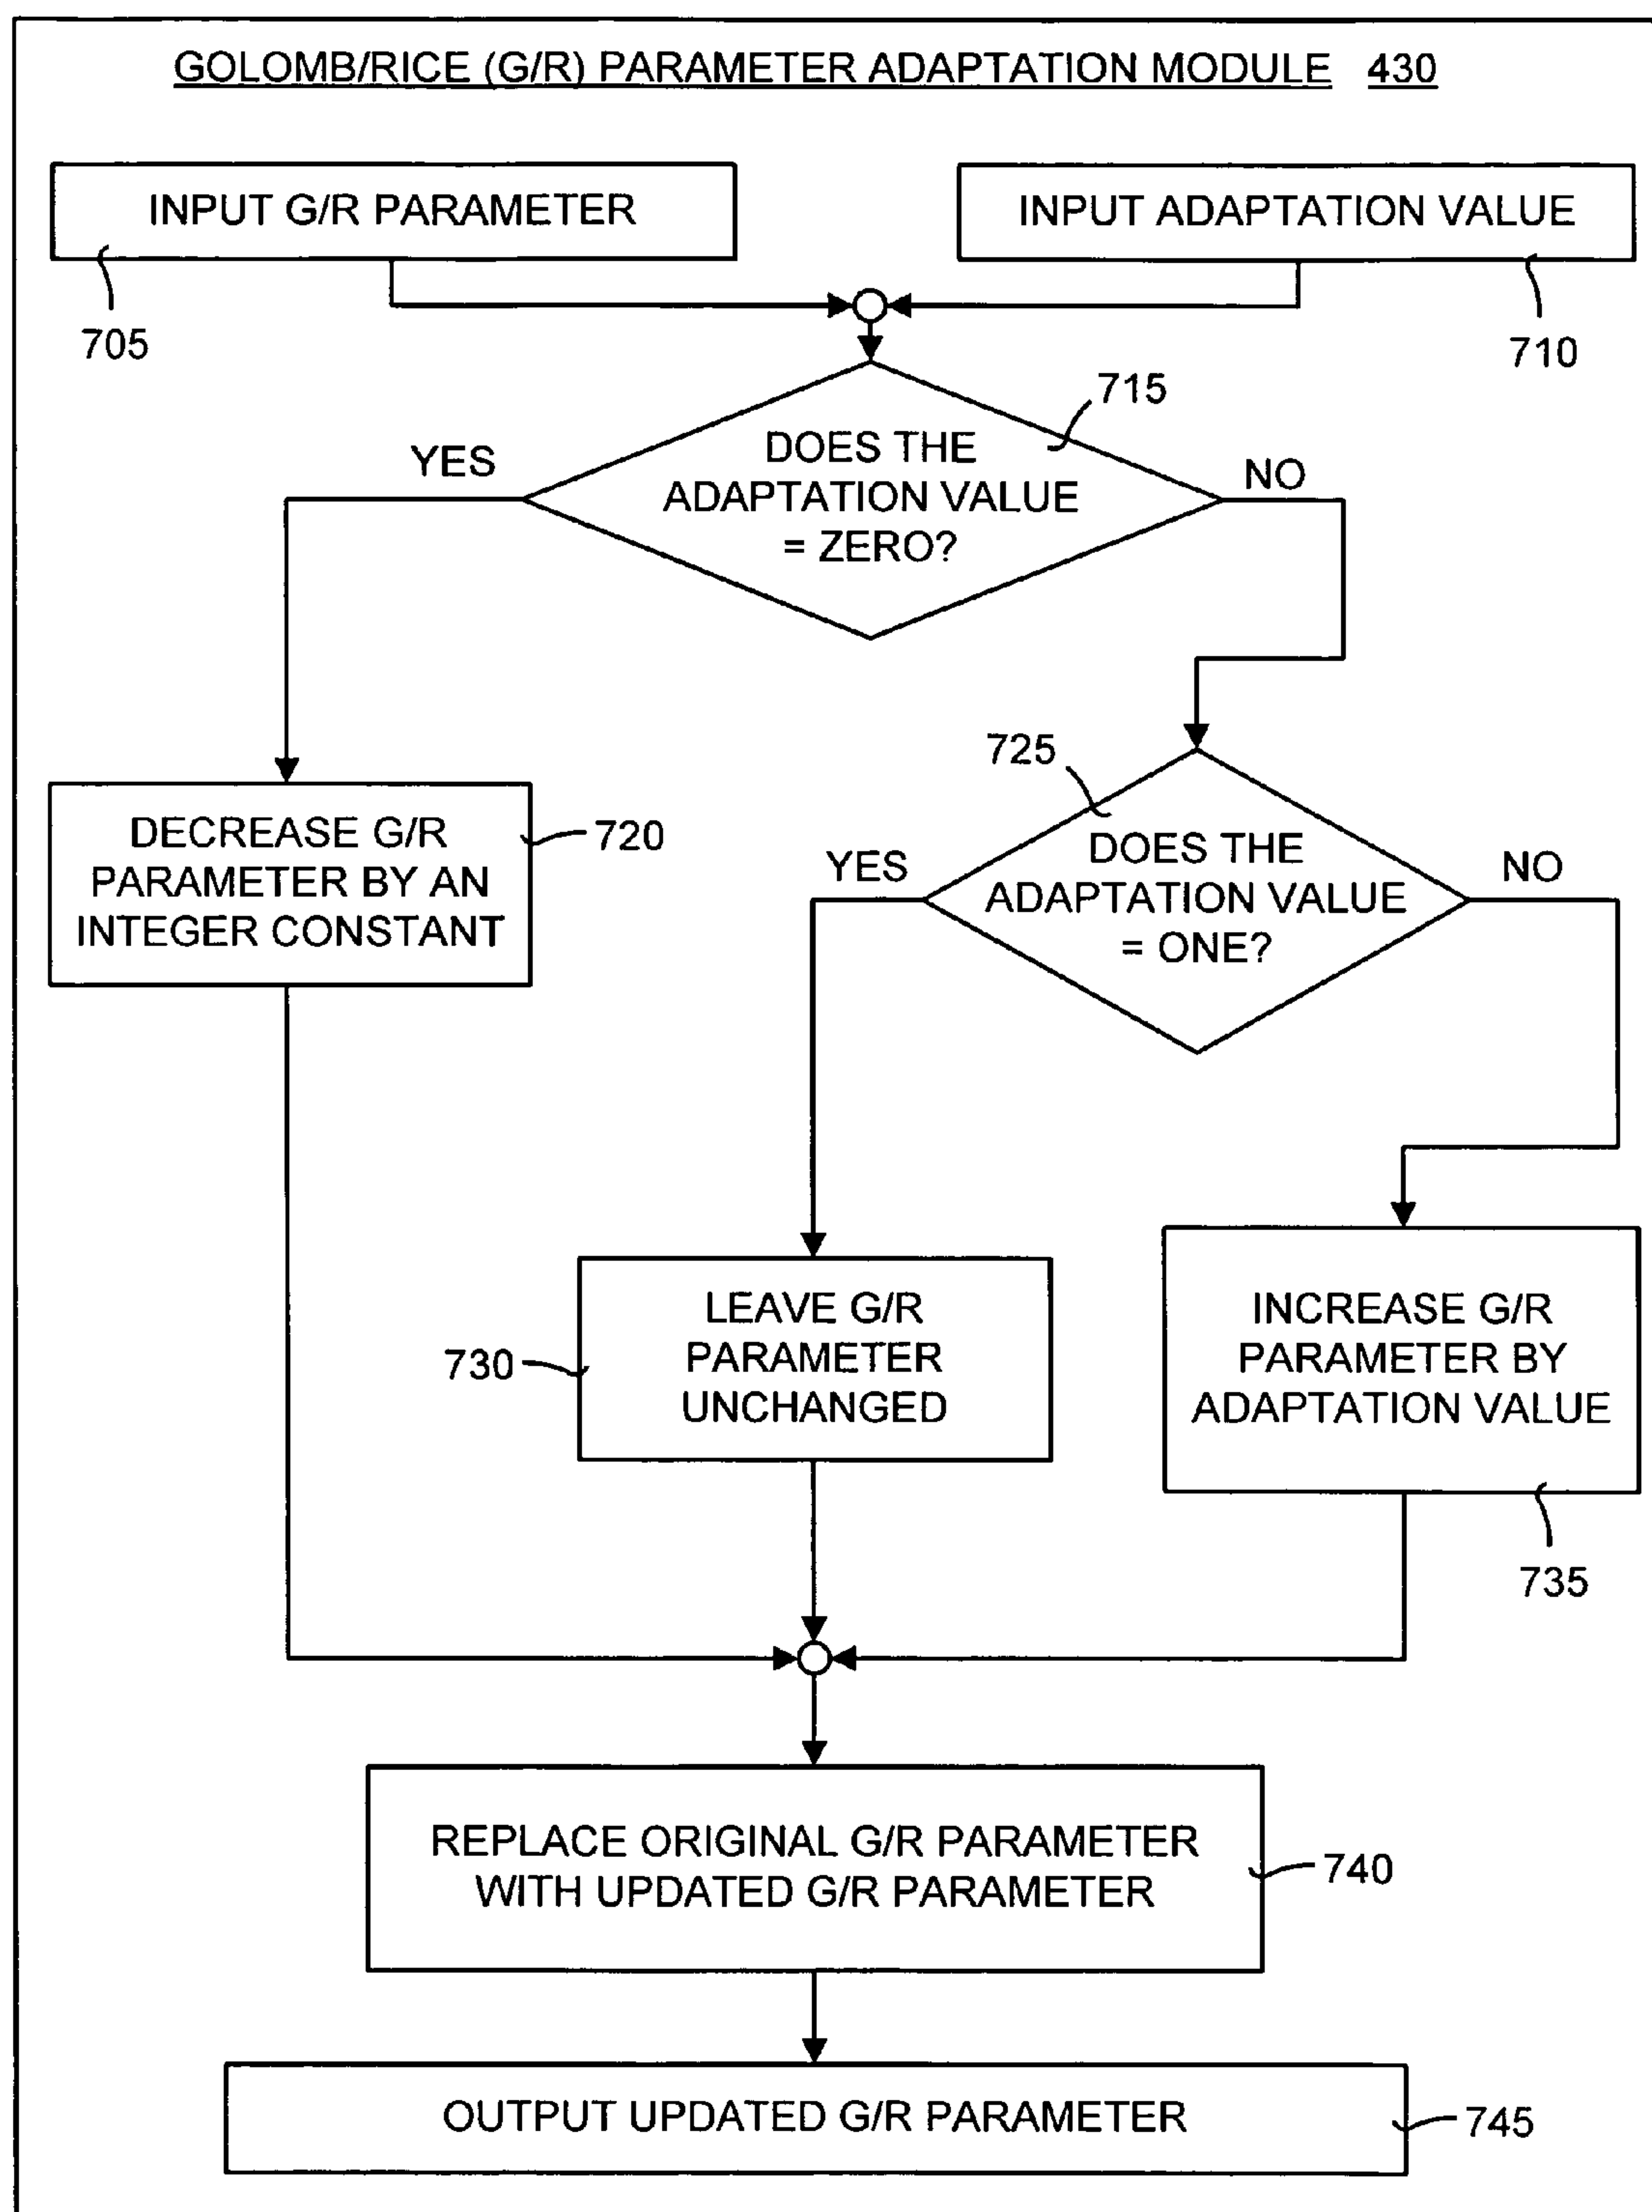 GOLOMB/RICE (G/R) PARAMETER ADAPTATION MODULE 430
INPUT G/R PARAMETER
705
INPUT ADAPTATION VALUE
710
715
DOES THE
ADAPTATION VALUE
= ZERO?
YES
NO
DECREASE G/R
PARAMETER BY AN
INTEGER CONSTANT
720
725
DOES THE
ADAPTATION VALUE
= ONE?
YES
NO
LEAVE G/R
PARAMETER
UNCHANGED
730
INCREASE G/R
PARAMETER BY
ADAPTATION VALUE
735
REPLACE ORIGINAL G/R PARAMETER
WITH UPDATED G/R PARAMETER
740
OUTPUT UPDATED G/R PARAMETER
745